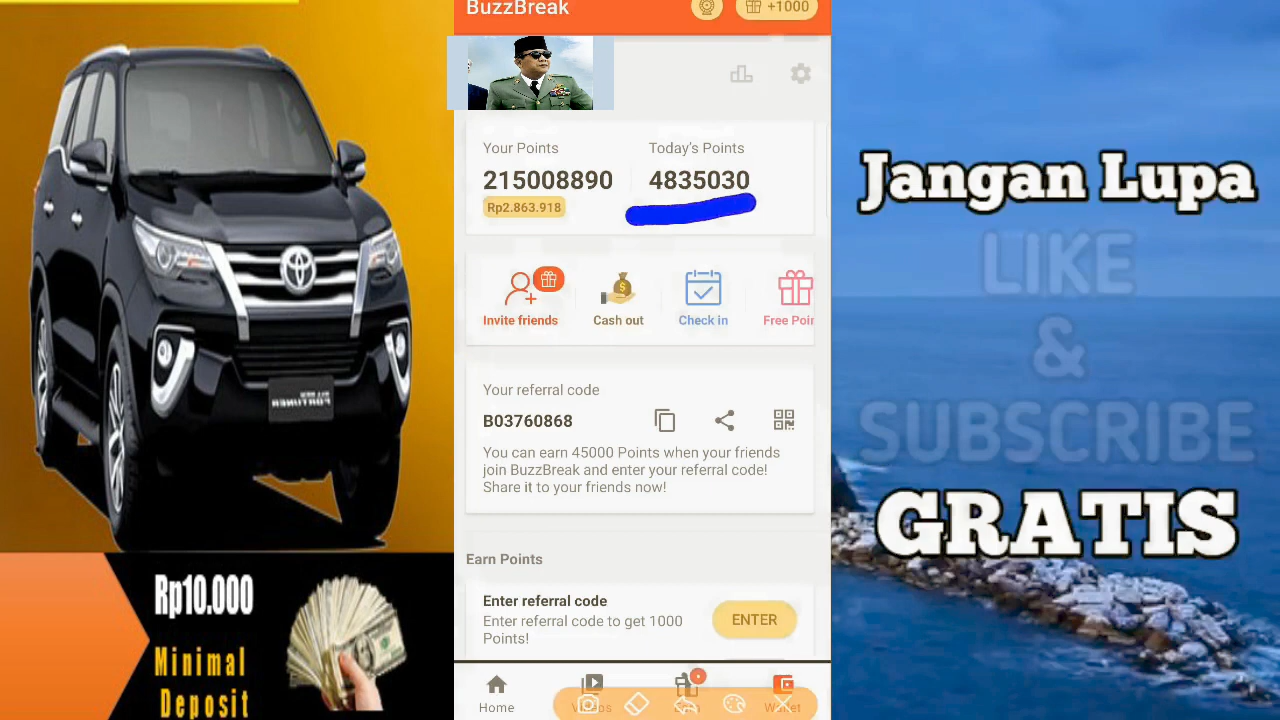 BuzzBreak
+1000
Your Points
Today's Points
215008890
4835030
Rp2.863.918
Invite friends
Cash out
Check in
Free Poin
Your referral code
B03760868
You can earn 45000 Points when your friends
join BuzzBreak and enter your referral code!
Share it to your friends now!
Earn Points
Enter referral code
Enter referral code to get 1000
Points!
ENTER
Home
Videos
Wallet
Rp10.000
Minimal
Deposit
Jangan Lupa
LIKE
&
SUBSCRIBE
GRATIS